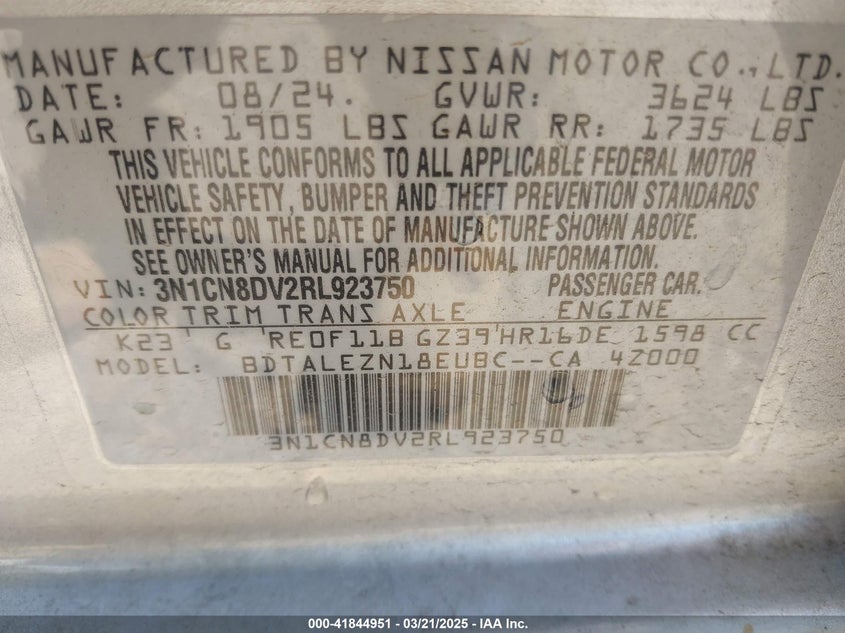 MANUFACTURED BY NISSAN MOTOR CO., LTD.
DATE: 08/24. GVWR: 3624 LBS
GAWR FR: 1905 LBS GAWR RR: 1735 LBS
THIS VEHICLE CONFORMS TO ALL APPLICABLE FEDERAL MOTOR
VEHICLE SAFETY, BUMPER AND THEFT PREVENTION STANDARDS
IN EFFECT ON THE DATE OF MANUFACTURE SHOWN ABOVE.
SEE OWNER'S MANUAL FOR ADDITIONAL INFORMATION.
VIN: 3N1CN8DV2RL923750 PASSENGER CAR.
COLOR TRIM TRANS AXLE ENGINE
K23 G RE0F11B GZ39 HR16DE 1598 CC
MODEL: BDTALEZN18EUBC--CA 4Z000
3N1CN8DV2RL923750
000-41844951 / 03/21/2025 - IAA Inc.